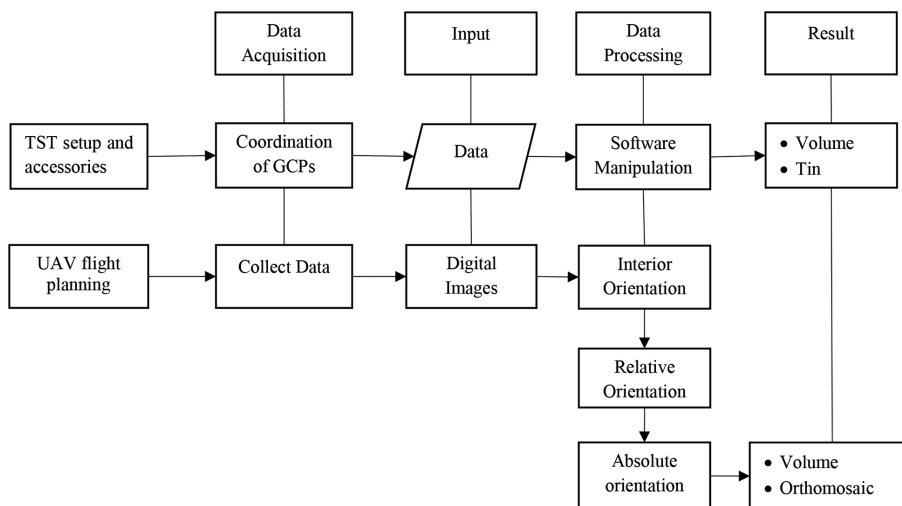 Data
Acquisition
Input
Data
Processing
Result
TST setup and
accessories
Coordination
of GCPs
Data
Software
Manipulation
• Volume
• Tin
UAV flight
planning
Collect Data
Digital
Images
Interior
Orientation
Relative
Orientation
Absolute
orientation
• Volume
• Orthomosaic